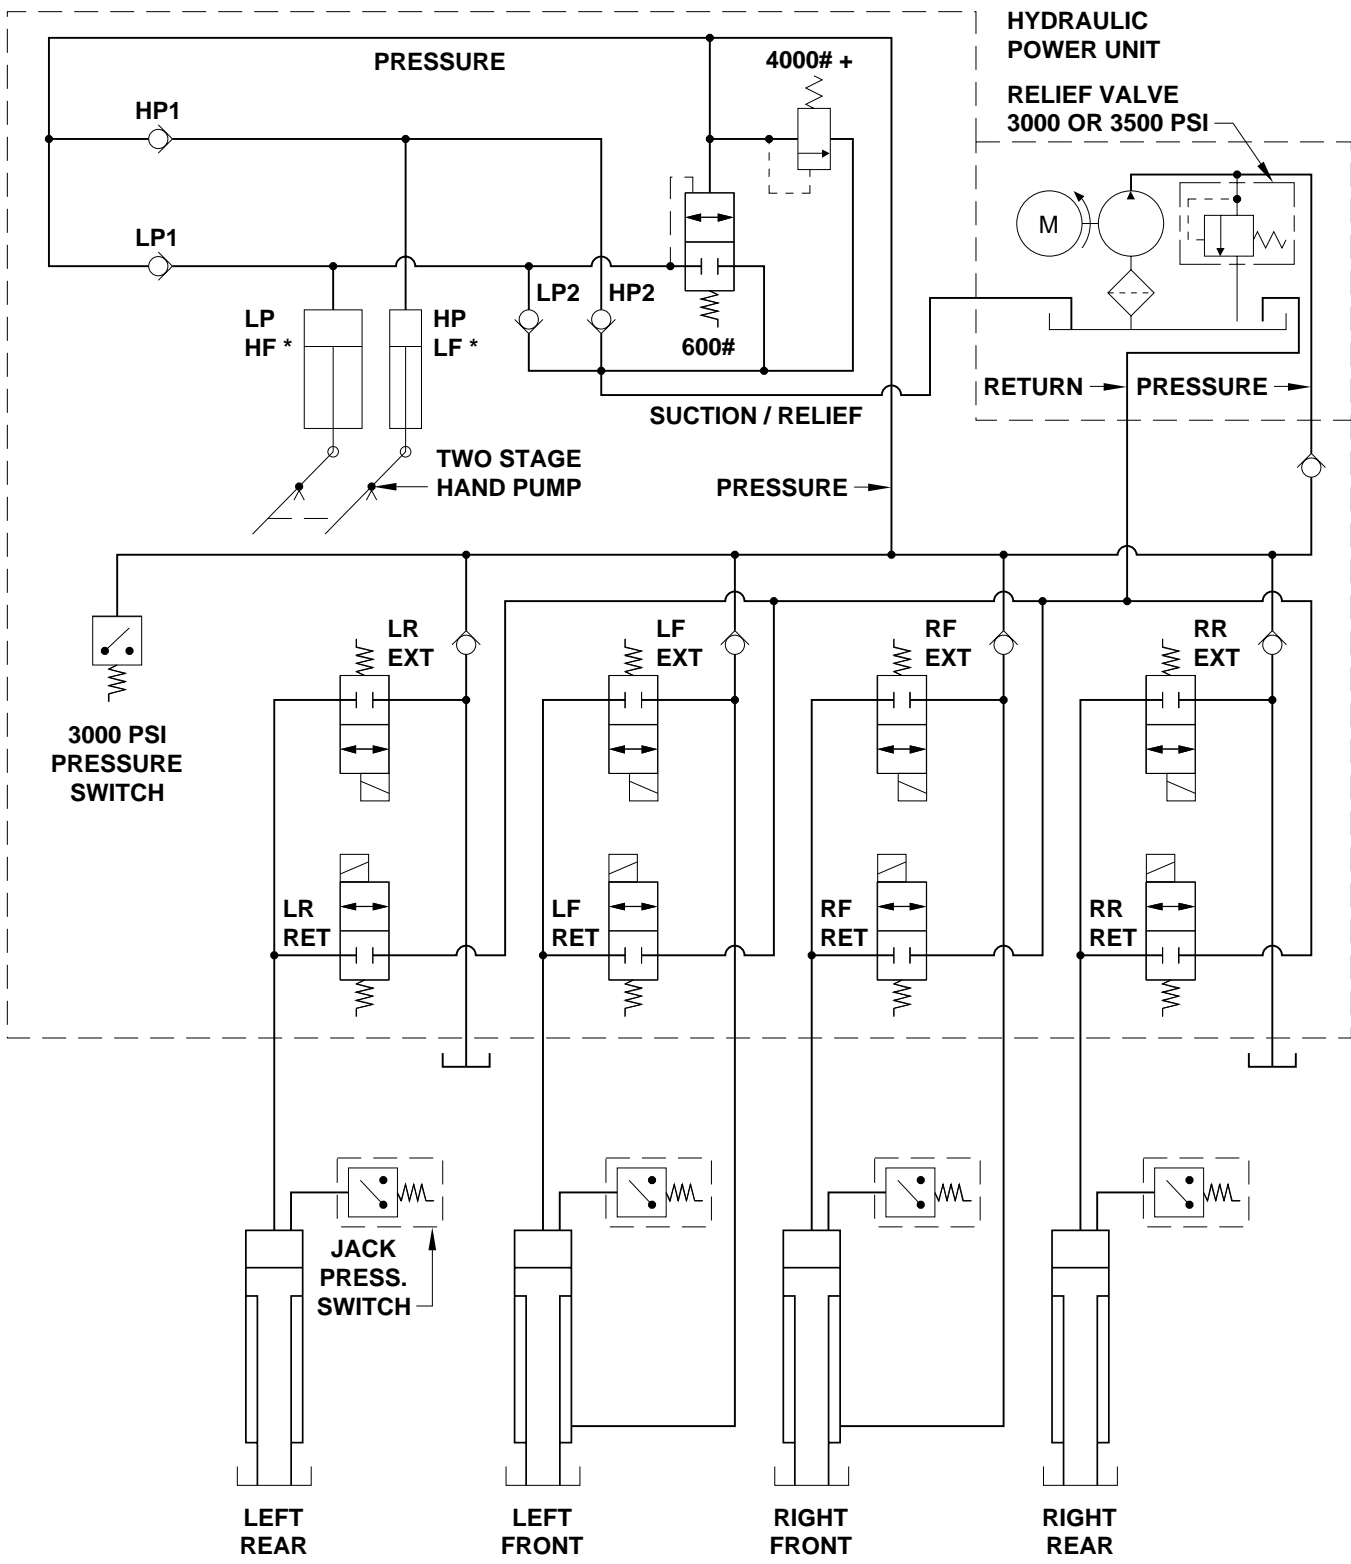 HYDRAULIC
POWER UNIT
PRESSURE
4000# +
RELIEF VALVE
3000 OR 3500 PSI
HP1
M
LP1
LP2
HP2
LP
HF *
HP
LF *
600#
RETURN
PRESSURE
SUCTION / RELIEF
TWO STAGE
HAND PUMP
PRESSURE
LR
EXT
LF
EXT
RF
EXT
RR
EXT
3000 PSI
PRESSURE
SWITCH
LR
RET
LF
RET
RF
RET
RR
RET
JACK
PRESS.
SWITCH
LEFT
REAR
LEFT
FRONT
RIGHT
FRONT
RIGHT
REAR